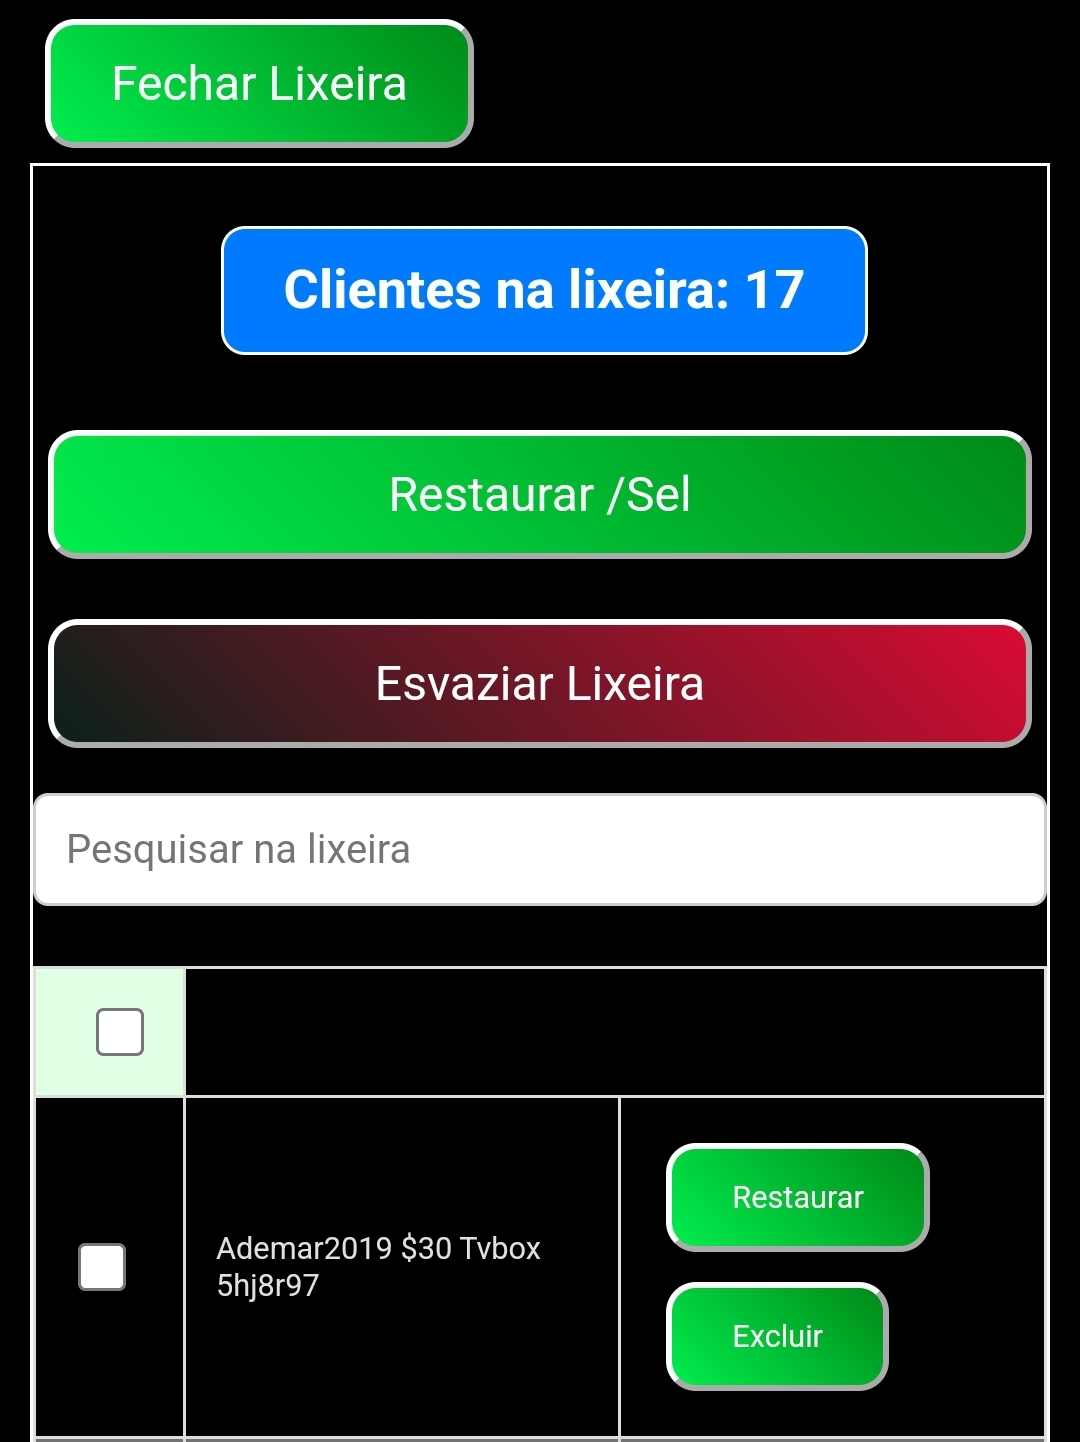 Fechar Lixeira
Clientes na lixeira: 17
Restaurar /Sel
Esvaziar Lixeira
Pesquisar na lixeira
Ademar2019 $30 Tvbox
5hj8r97
Restaurar
Excluir